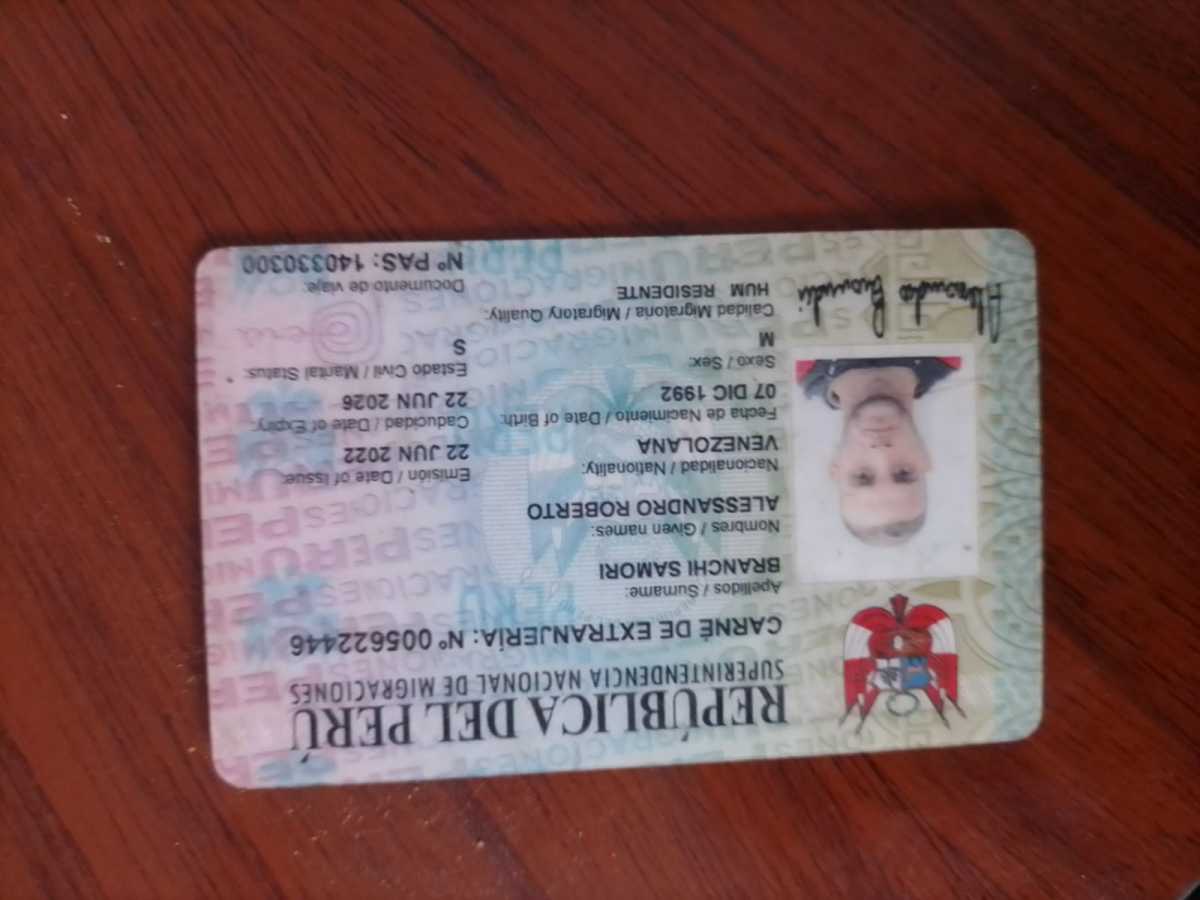 REPÚBLICA DEL PERÚ
SUPERINTENDENCIA NACIONAL DE MIGRACIONES
CARNÉ DE EXTRANJERÍA: Nº 005622446
Apellidos / Surname:
BRANCHI SAMORI
Nombres / Given names:
ALESSANDRO ROBERTO
Nacionalidad / Nationality:
VENEZOLANA
Fecha de Nacimiento / Date of Birth:
07 DIC 1992
Sexo / Sex:
M
Calidad Migratoria / Migratory Quality:
HUM RESIDENTE
Emisión / Date of Issue:
22 JUN 2022
Caducidad / Date of Expiry:
22 JUN 2026
Estado Civil / Marital Status:
S
Documento de viaje:
Nº PAS: 140330300